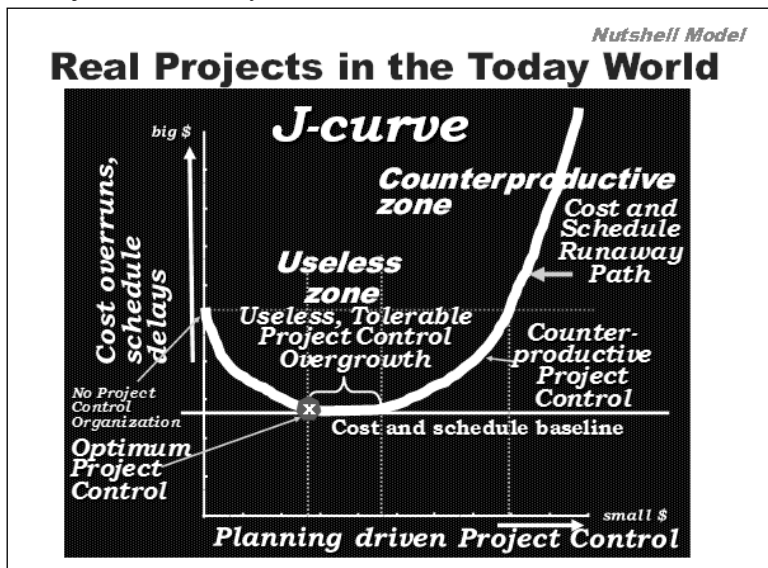 Nutshell Model
Real Projects in the Today World
J-curve
big $
Cost overruns,
schedule
delays
Counterproductive
zone
Cost and
Schedule
Runaway
Path
Useless
zone
Useless, Tolerable
Project Control
Overgrowth
Counter-
productive
Project
Control
No Project
Control
Organization
x
Cost and schedule baseline
Optimum
Project
Control
small $
Planning driven Project Control